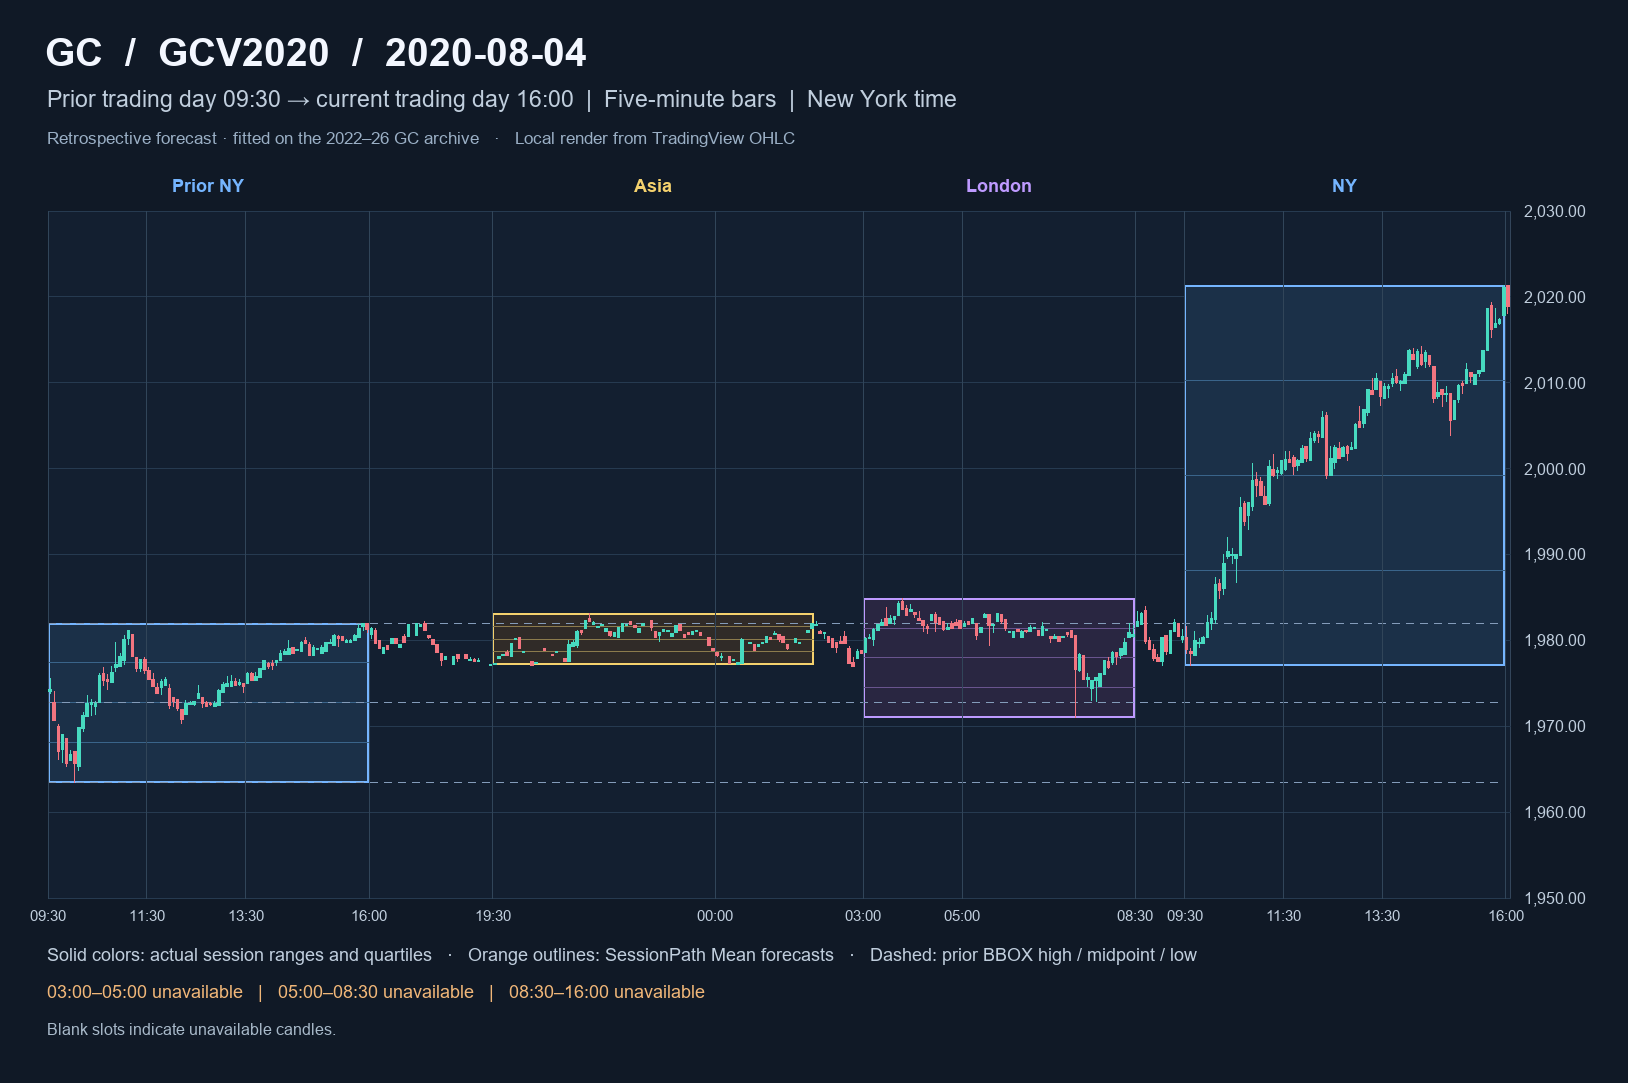 GC / GCV2020 / 2020-08-04
Prior trading day 09:30 → current trading day 16:00 | Five-minute bars | New York time
Retrospective forecast · fitted on the 2022–26 GC archive · Local render from TradingView OHLC
Prior NY Asia London NY
2,030.00
2,020.00
2,010.00
2,000.00
1,990.00
1,980.00
1,970.00
1,960.00
1,950.00
09:30 11:30 13:30 16:00 19:30 00:00 03:00 05:00 08:30 09:30 11:30 13:30 16:00
Solid colors: actual session ranges and quartiles · Orange outlines: SessionPath Mean forecasts · Dashed: prior BBOX high / midpoint / low
03:00–05:00 unavailable | 05:00–08:30 unavailable | 08:30–16:00 unavailable
Blank slots indicate unavailable candles.